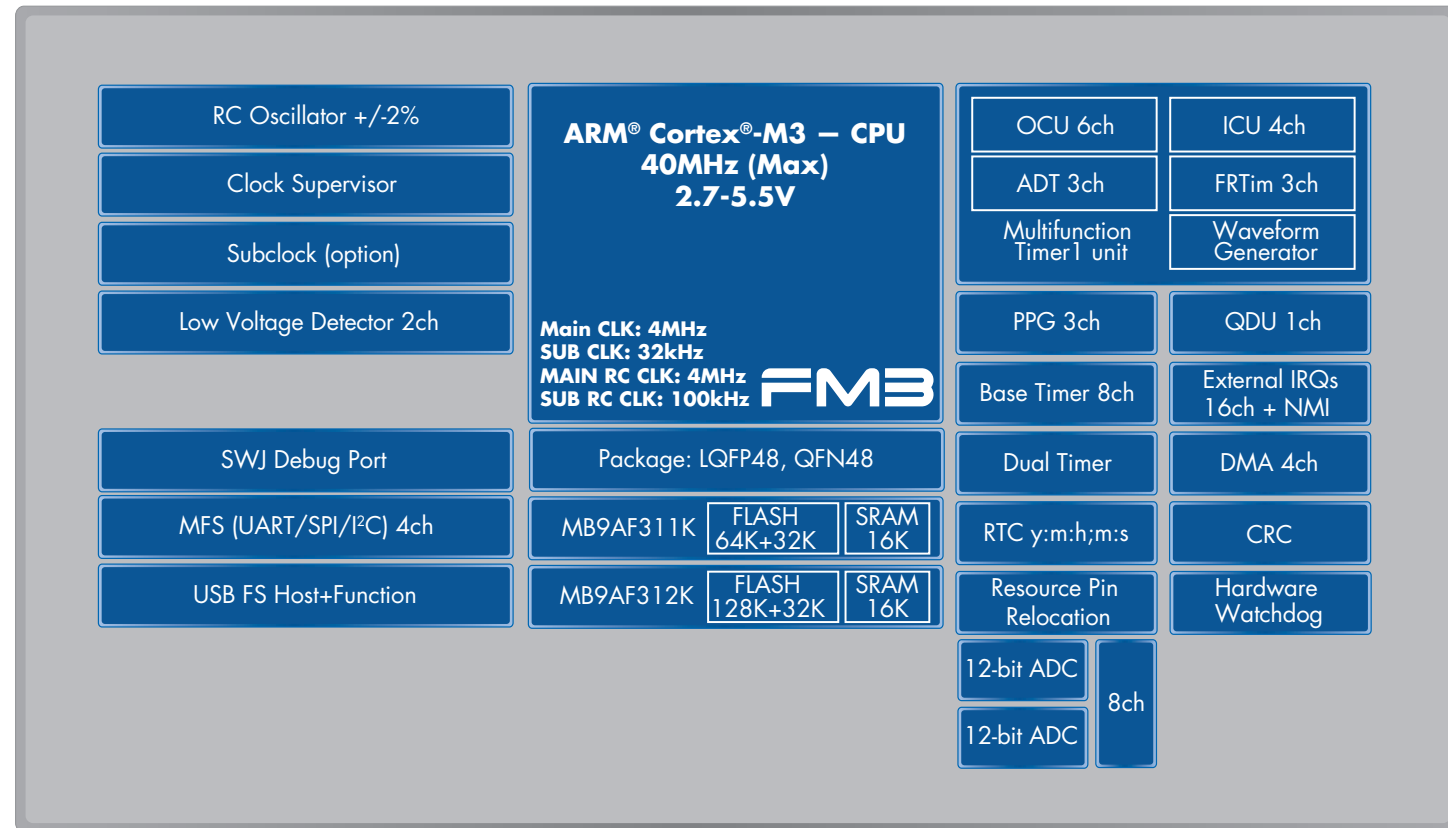 RC Oscillator +/-2%
Clock Supervisor
Subclock (option)
Low Voltage Detector 2ch
SWJ Debug Port
MFS (UART/SPI/I²C) 4ch
USB FS Host+Function
ARM® Cortex®-M3 — CPU
40MHz (Max)
2.7-5.5V
Main CLK: 4MHz
SUB CLK: 32kHz
MAIN RC CLK: 4MHz
SUB RC CLK: 100kHz
FM3
Package: LQFP48, QFN48
MB9AF311K
FLASH
64K+32K
SRAM
16K
MB9AF312K
FLASH
128K+32K
SRAM
16K
OCU 6ch
ICU 4ch
ADT 3ch
FRTim 3ch
Multifunction
Timer1 unit
Waveform
Generator
PPG 3ch
QDU 1ch
Base Timer 8ch
External IRQs
16ch + NMI
Dual Timer
DMA 4ch
RTC y:m:h;m:s
CRC
Resource Pin
Relocation
Hardware
Watchdog
12-bit ADC
12-bit ADC
8ch